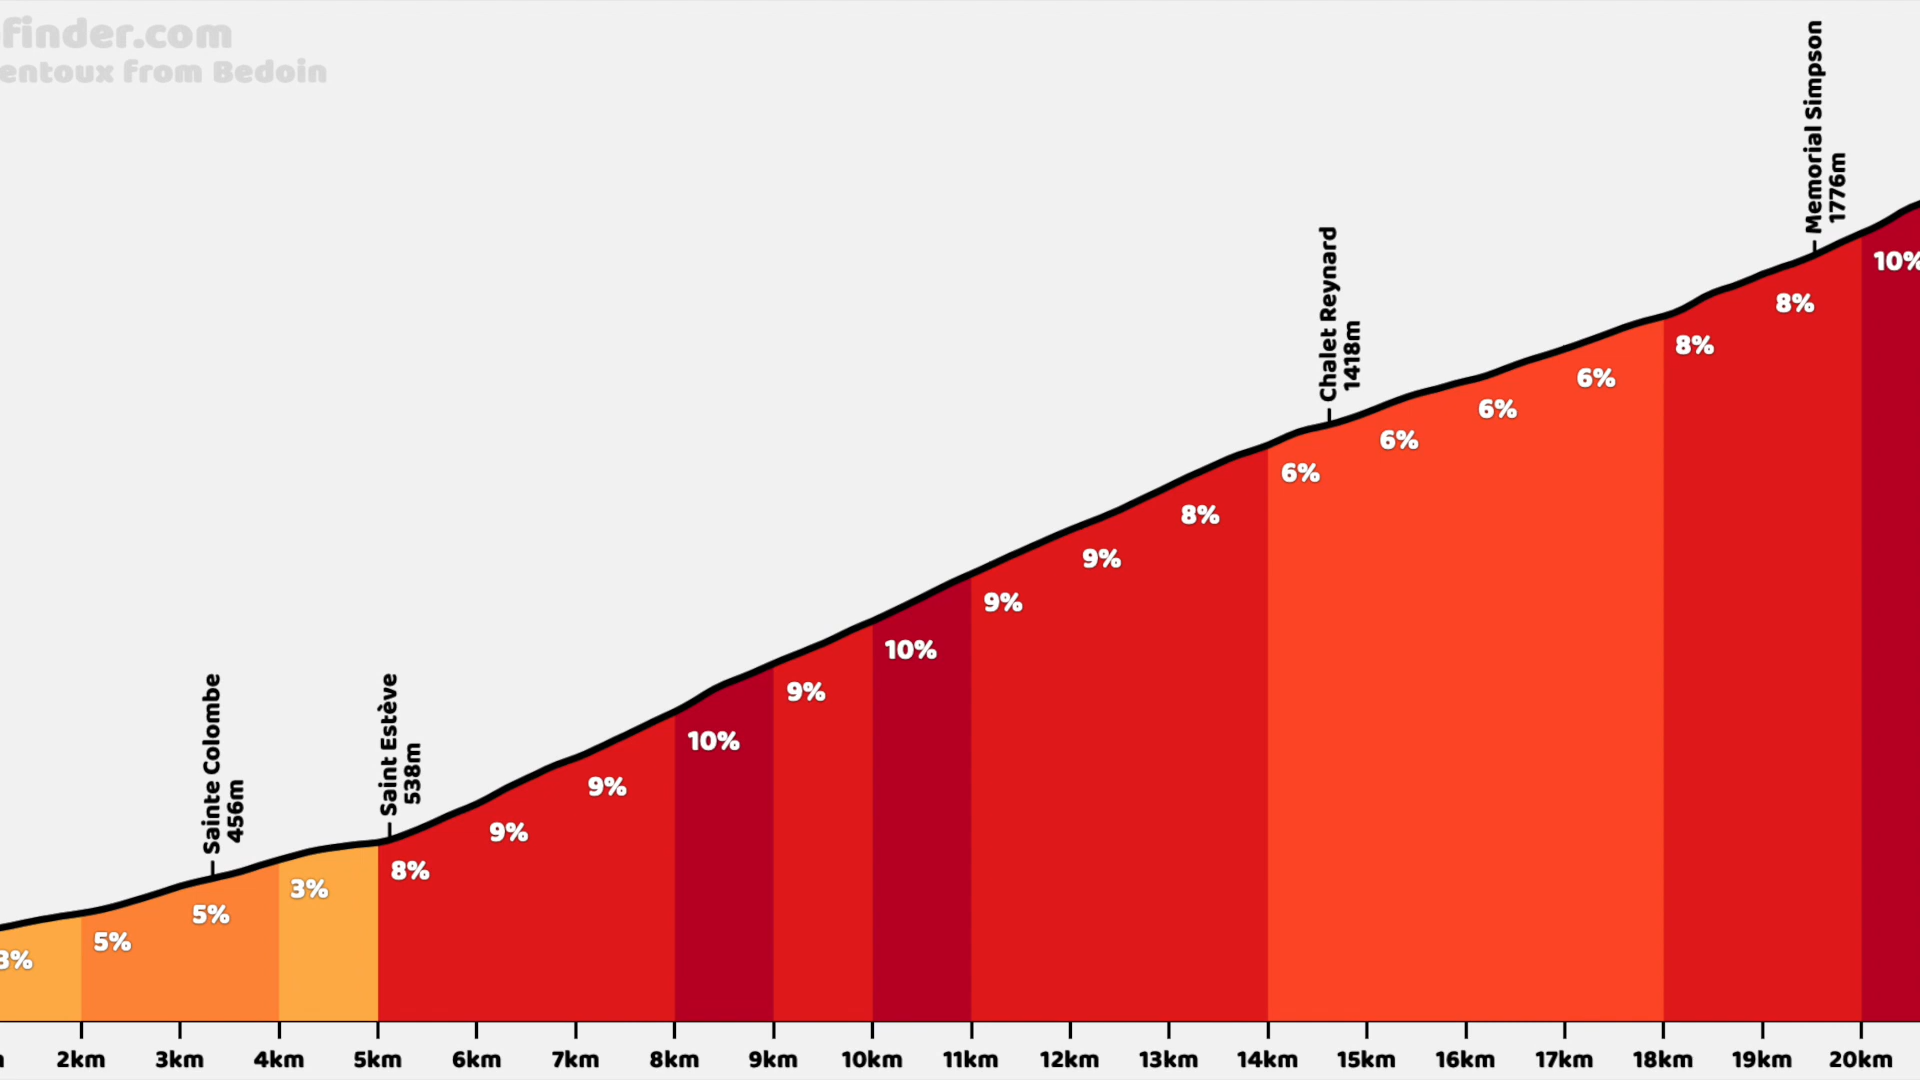 finder.com
entoux from Bedoin
Memorial Simpson
1776m
Chalet Reynard
1418m
Sainte Colombe
456m
Saint Estève
538m
3%
5%
5%
3%
8%
9%
9%
10%
9%
10%
9%
9%
8%
6%
6%
6%
6%
8%
8%
10%
2km 3km 4km 5km 6km 7km 8km 9km 10km 11km 12km 13km 14km 15km 16km 17km 18km 19km 20km